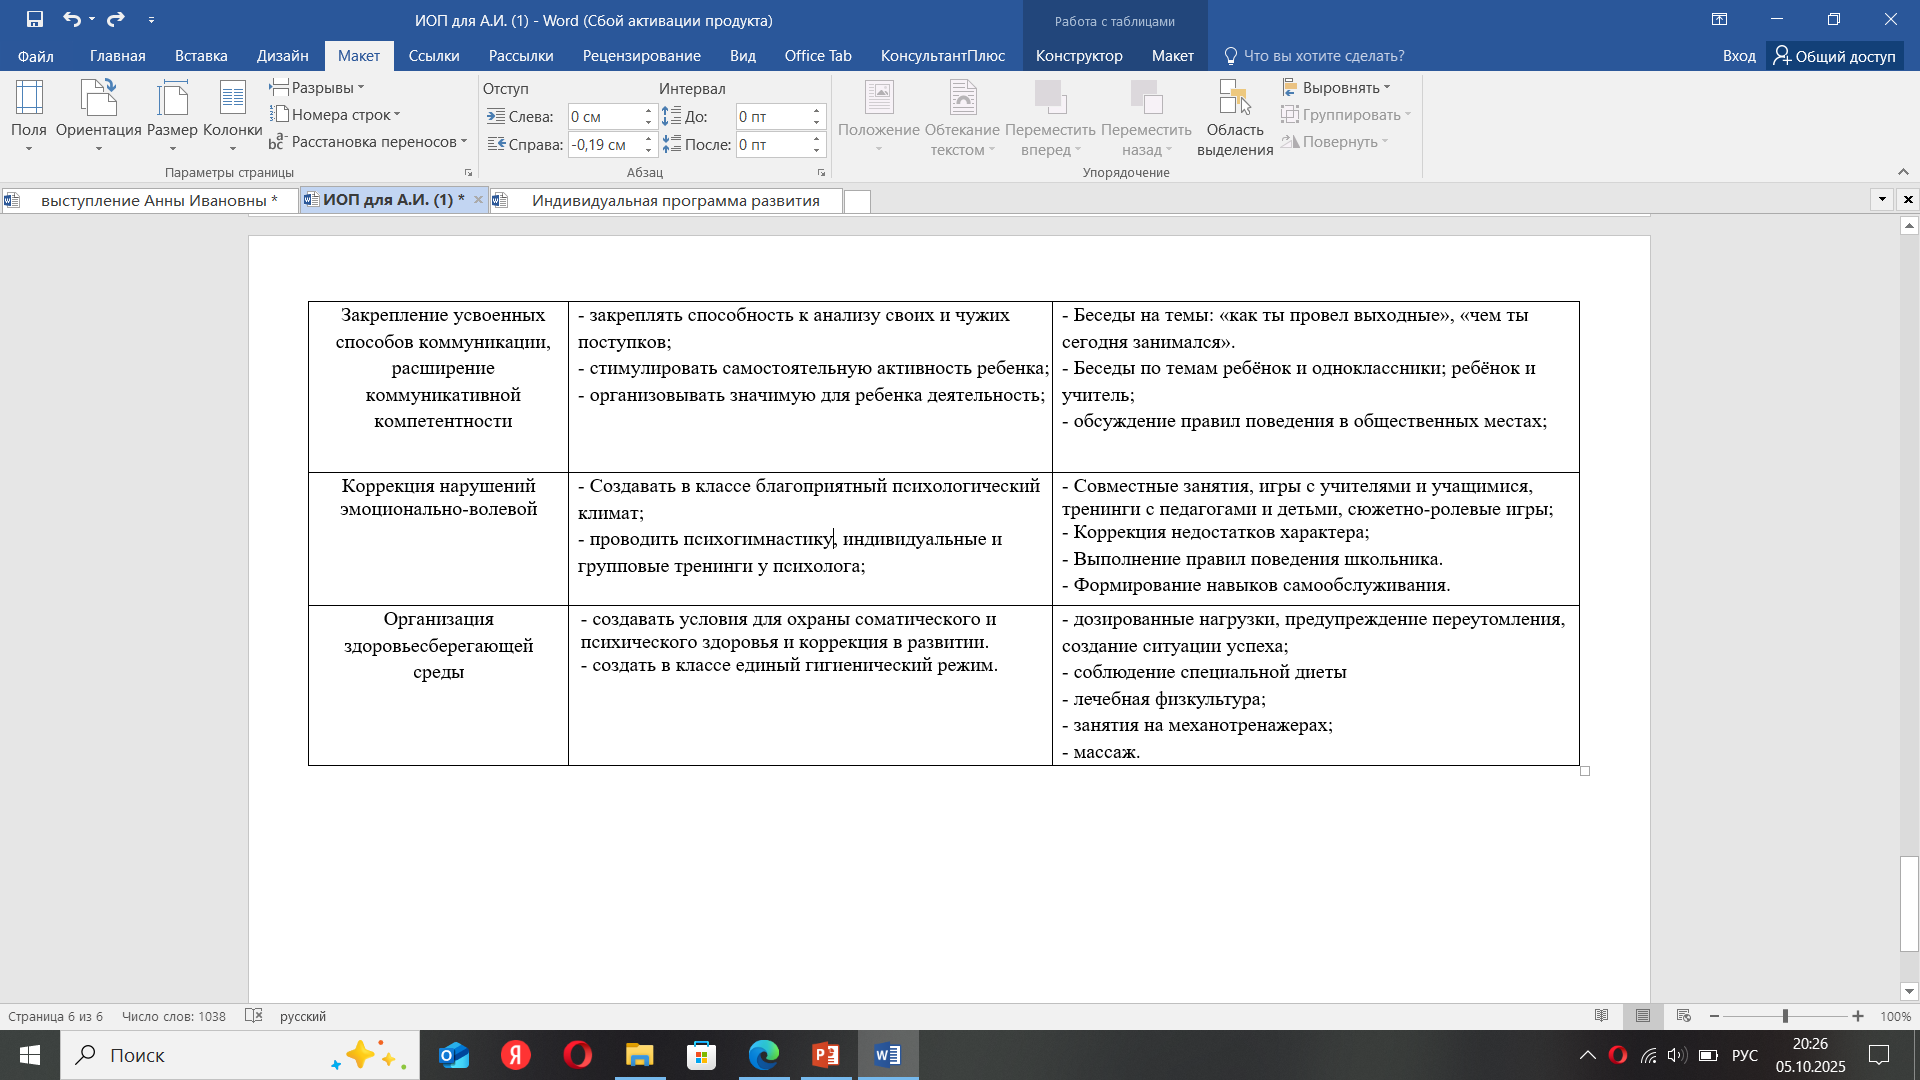 ИОП для А.И. (1) - Word (Сбой активации продукта)
Работа с таблицами
Файл Главная Вставка Дизайн Макет Ссылки Рассылки Рецензирование Вид Office Tab КонсультантПлюс Конструктор Макет Что вы хотите сделать? Вход Общий доступ
Поля
Ориентация
Размер
Колонки
Разрывы
Номера строк
Расстановка переносов
Параметры страницы
Отступ
Слева: 0 см
Справа: -0,19 см
Интервал
До: 0 пт
После: 0 пт
Абзац
Положение
Обтекание текстом
Переместить вперед
Переместить назад
Область выделения
Выровнять
Группировать
Повернуть
Упорядочение
выступление Анны Ивановны *
ИОП для А.И. (1) *
Индивидуальная программа развития
Закрепление усвоенных
способов коммуникации,
расширение
коммуникативной
компетентности
- закреплять способность к анализу своих и чужих
поступков;
- стимулировать самостоятельную активность ребенка;
- организовывать значимую для ребенка деятельность;
- Беседы на темы: «как ты провел выходные», «чем ты
сегодня занимался».
- Беседы по темам ребёнок и одноклассники; ребёнок и
учитель;
- обсуждение правил поведения в общественных местах;
Коррекция нарушений
эмоционально-волевой
- Создавать в классе благоприятный психологический
климат;
- проводить психогимнастику, индивидуальные и
групповые тренинги у психолога;
- Совместные занятия, игры с учителями и учащимися,
тренинги с педагогами и детьми, сюжетно-ролевые игры;
- Коррекция недостатков характера;
- Выполнение правил поведения школьника.
- Формирование навыков самообслуживания.
Организация
здоровьесберегающей
среды
- создавать условия для охраны соматического и
психического здоровья и коррекция в развитии.
- создать в классе единый гигиенический режим.
- дозированные нагрузки, предупреждение переутомления,
создание ситуации успеха;
- соблюдение специальной диеты
- лечебная физкультура;
- занятия на механотренажерах;
- массаж.
Страница 6 из 6 Число слов: 1038 русский 100%
Поиск
РУС
20:26
05.10.2025